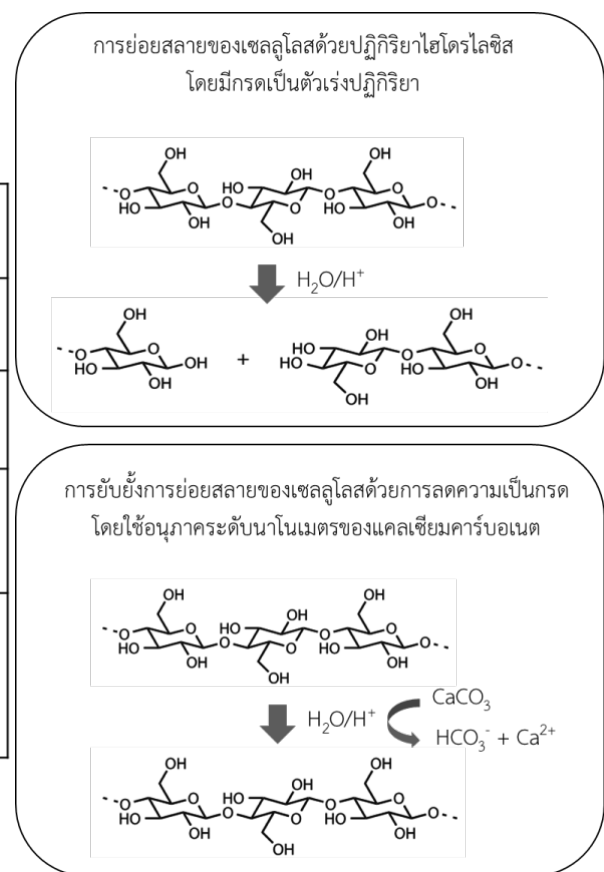 การย่อยสลายของเซลลูโลสด้วยปฏิกิริยาไฮโดรไลซิส
โดยมีกรดเป็นตัวเร่งปฏิกิริยา
OH
OH
O
O
HO
OH
O
HO
OH
O
OH
O
O
HO
OH
O
H₂O/H⁺
OH
O
O
HO
OH
OH
+
HO
HO
OH
O
OH
O
OH
O
HO
OH
O
การยับยั้งการย่อยสลายของเซลลูโลสด้วยการลดความเป็นกรด
โดยใช้อนุภาคระดับนาโนเมตรของแคลเซียมคาร์บอเนต
OH
OH
O
O
HO
OH
O
HO
OH
O
OH
O
O
HO
OH
O
H₂O/H⁺
CaCO₃
HCO₃⁻ + Ca²⁺
OH
OH
O
O
HO
OH
O
HO
OH
O
OH
O
O
HO
OH
O